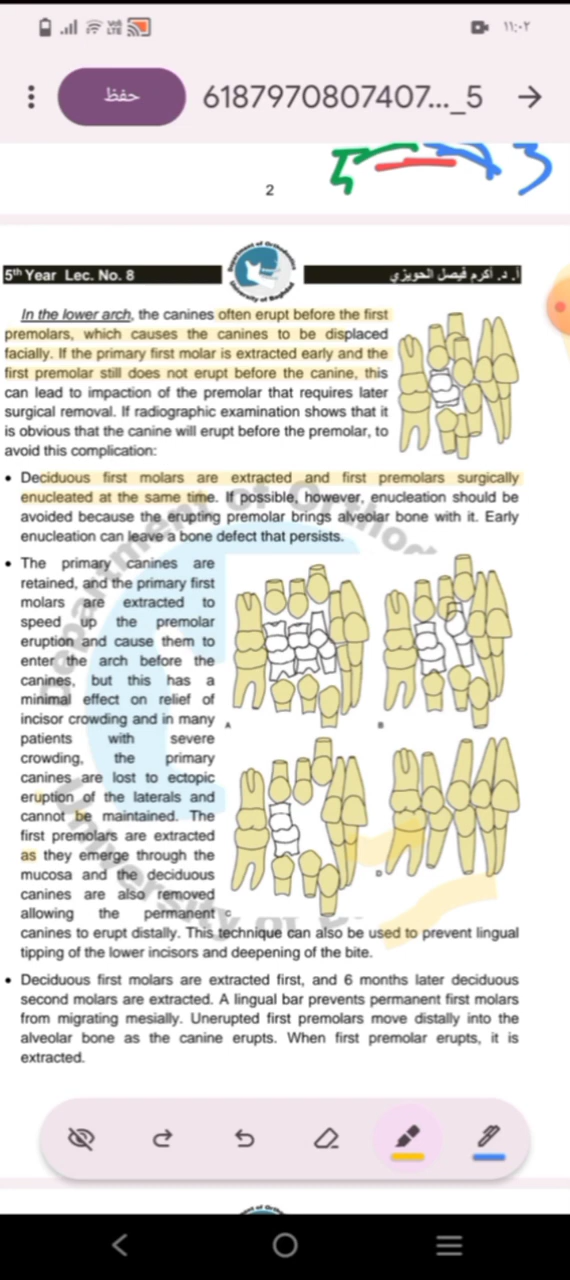 ١١:٠٢
حفظ
6187970807407..._5
2
5th Year Lec. No. 8
أ. د. أكرم فيصل الحويزي
Department of Orthodontics
University of Baghdad
In the lower arch, the canines often erupt before the first
premolars, which causes the canines to be displaced
facially. If the primary first molar is extracted early and the
first premolar still does not erupt before the canine, this
can lead to impaction of the premolar that requires later
surgical removal. If radiographic examination shows that it
is obvious that the canine will erupt before the premolar, to
avoid this complication:
• Deciduous first molars are extracted and first premolars surgically
enucleated at the same time. If possible, however, enucleation should be
avoided because the erupting premolar brings alveolar bone with it. Early
enucleation can leave a bone defect that persists.
• The primary canines are
retained, and the primary first
molars are extracted to
speed up the premolar
eruption and cause them to
enter the arch before the
canines, but this has a
minimal effect on relief of
incisor crowding and in many
patients with severe
crowding, the primary
canines are lost to ectopic
eruption of the laterals and
cannot be maintained. The
first premolars are extracted
as they emerge through the
mucosa and the deciduous
canines are also removed
allowing the permanent
canines to erupt distally. This technique can also be used to prevent lingual
tipping of the lower incisors and deepening of the bite.
A
B
C
D
• Deciduous first molars are extracted first, and 6 months later deciduous
second molars are extracted. A lingual bar prevents permanent first molars
from migrating mesially. Unerupted first premolars move distally into the
alveolar bone as the canine erupts. When first premolar erupts, it is
extracted.